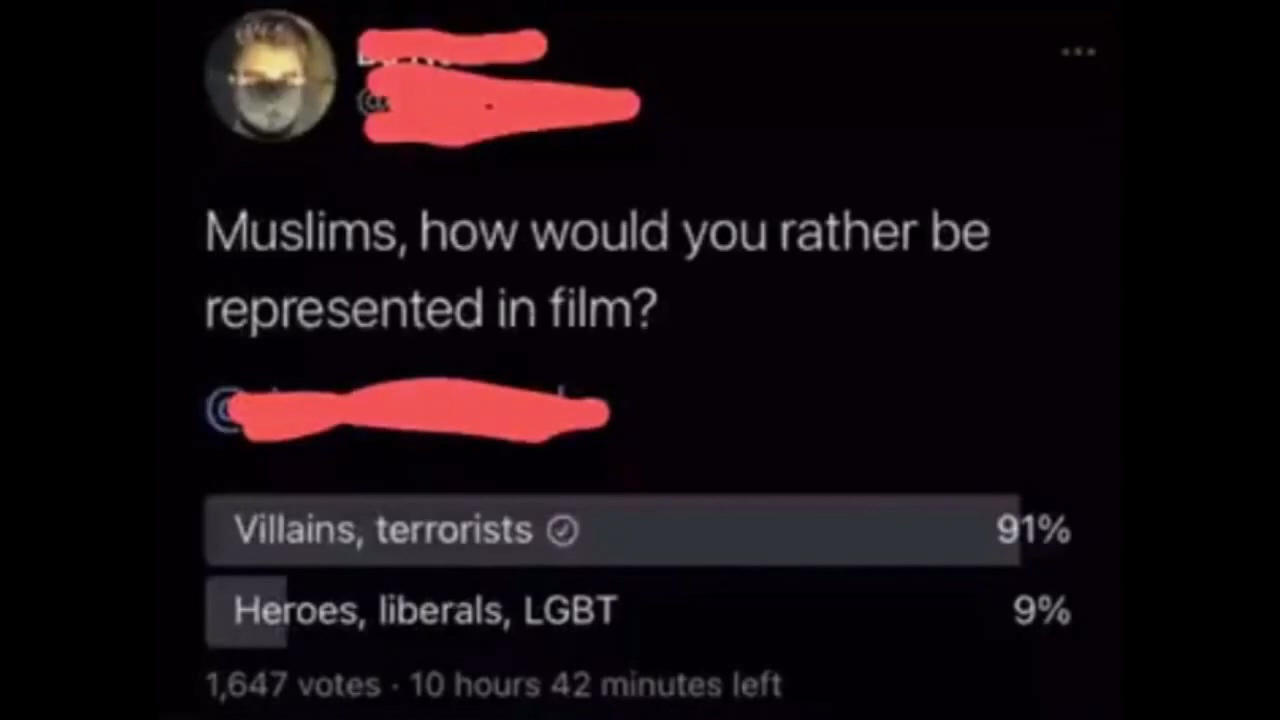 @
Muslims, how would you rather be
represented in film?
@
Villains, terrorists 91%
Heroes, liberals, LGBT 9%
1,647 votes · 10 hours 42 minutes left